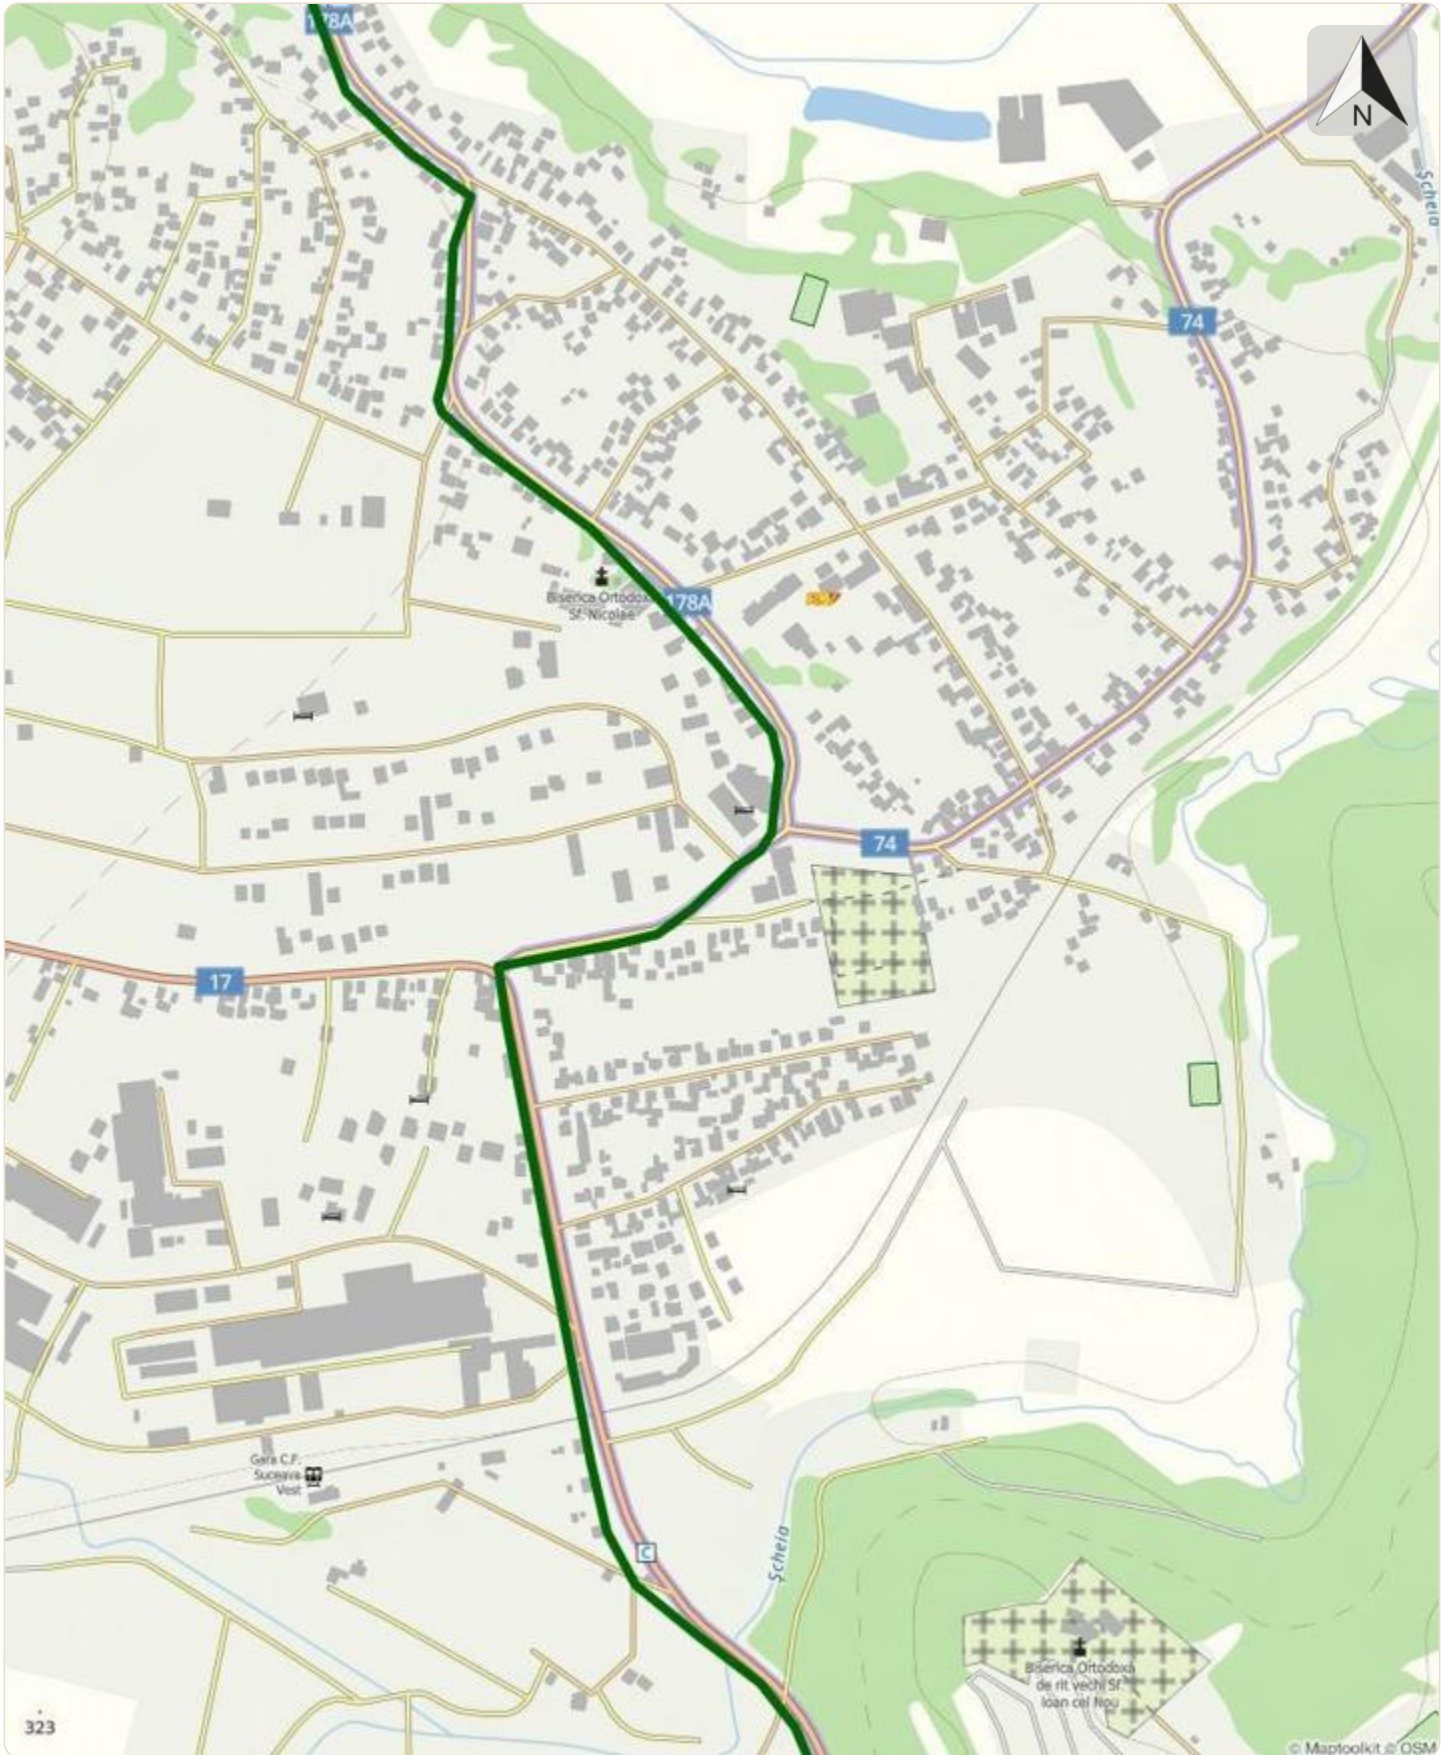 178A
N
Șcheia
74
Biserica Ortodoxă
Sf. Nicolae
178A
74
17
Gara C.F.
Suceava
Vest
C
Șcheia
Biserica Ortodoxă
de rit vechi Sf.
Ioan cel Nou
323
© Maptoolkit © OSM